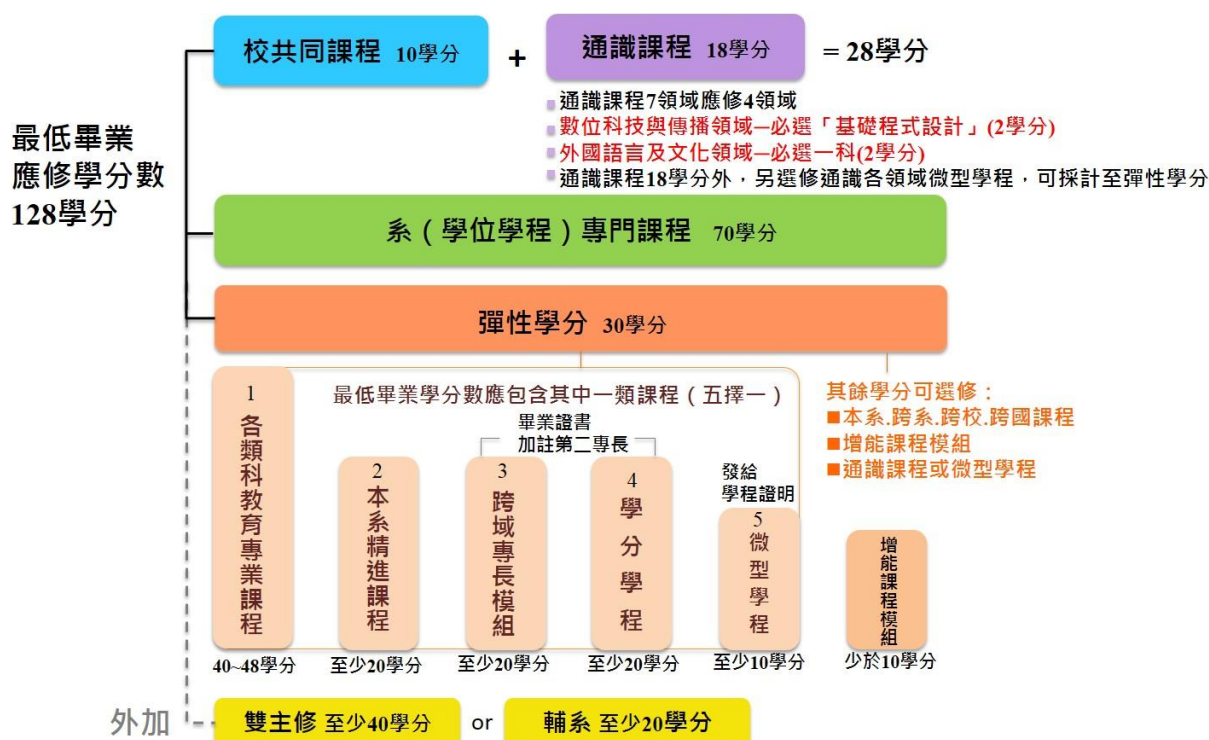 最低畢業
應修學分數
128學分
校共同課程 10學分
+
通識課程 18學分
= 28學分
通識課程7領域應修4領域
數位科技與傳播領域─必選「基礎程式設計」(2學分)
外國語言及文化領域─必選一科(2學分)
通識課程18學分外，另選修通識各領域微型學程，可採計至彈性學分
系（學位學程）專門課程 70學分
彈性學分 30學分
最低畢業學分數應包含其中一類課程（五擇一）
畢業證書
加註第二專長
發給
學程證明
1
各類科教育專業課程
40~48學分
2
本系精進課程
至少20學分
3
跨域專長模組
至少20學分
4
學分學程
至少20學分
5
微型學程
至少10學分
其餘學分可選修：
■本系.跨系.跨校.跨國課程
■增能課程模組
■通識課程或微型學程
增能課程模組
少於10學分
外加
雙主修 至少40學分
or
輔系 至少20學分